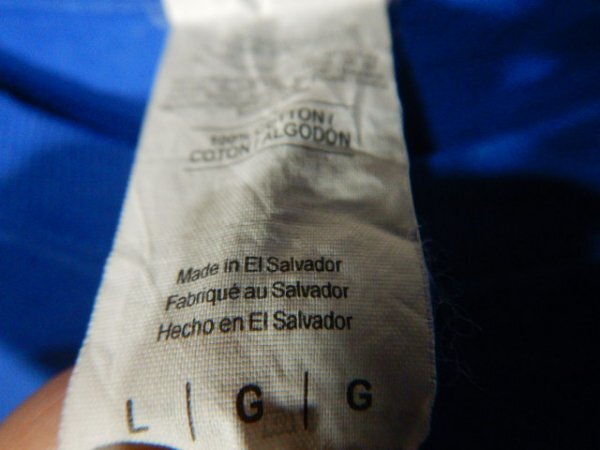 100% COTTON/
COTON/ALGODÓN
Made in El Salvador
Fabriqué au Salvador
Hecho en El Salvador
L | G | G